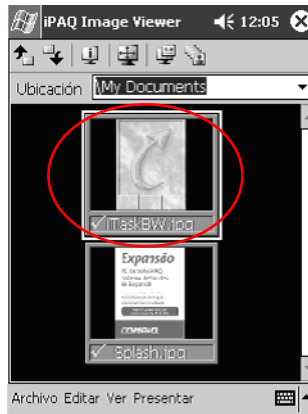 iPAQ Image Viewer 12:05
Ubicación \My Documents
iTaskBW.jpg
Expansão
COMPAQ
Splash.jpg
Archivo Editar Ver Presentar